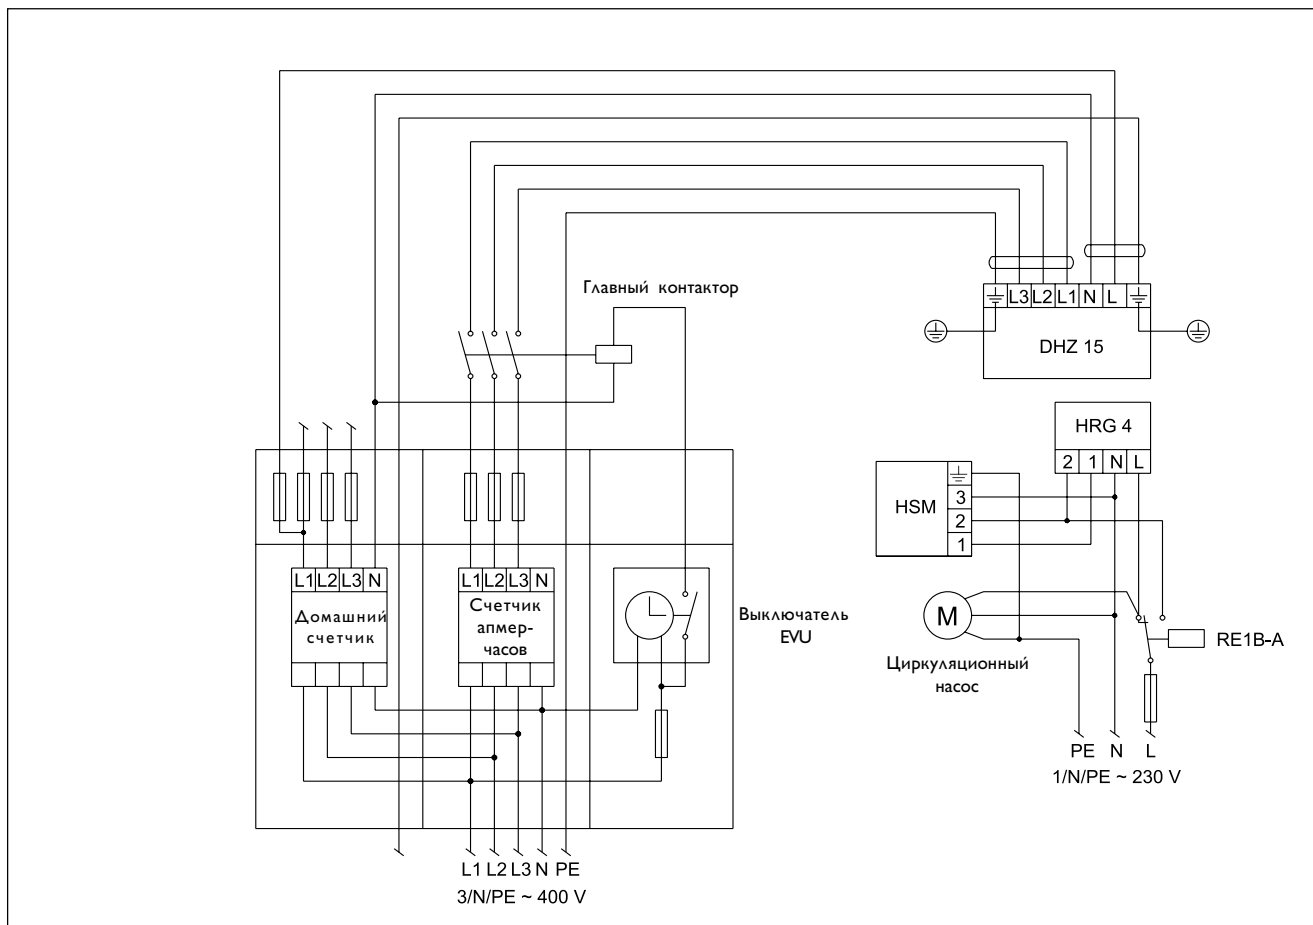 Главный контактор
L3 L2 L1 N L
DHZ 15
HRG 4
2 1 N L
HSM
3
2
1
L1 L2 L3 N
Домашний
счетчик
L1 L2 L3 N
Счетчик
апмер-
часов
Выключатель
EVU
M
Циркуляционный
насос
RE1B-A
PE N L
1/N/PE ~ 230 V
L1 L2 L3 N PE
3/N/PE ~ 400 V